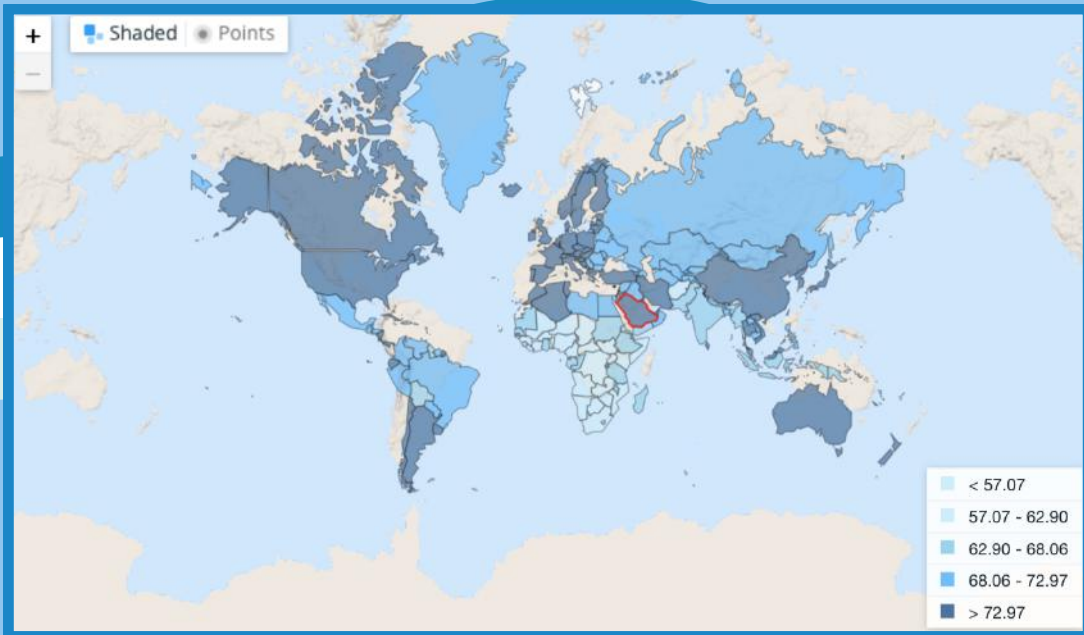 +
Shaded
Points
−
< 57.07
57.07 - 62.90
62.90 - 68.06
68.06 - 72.97
> 72.97